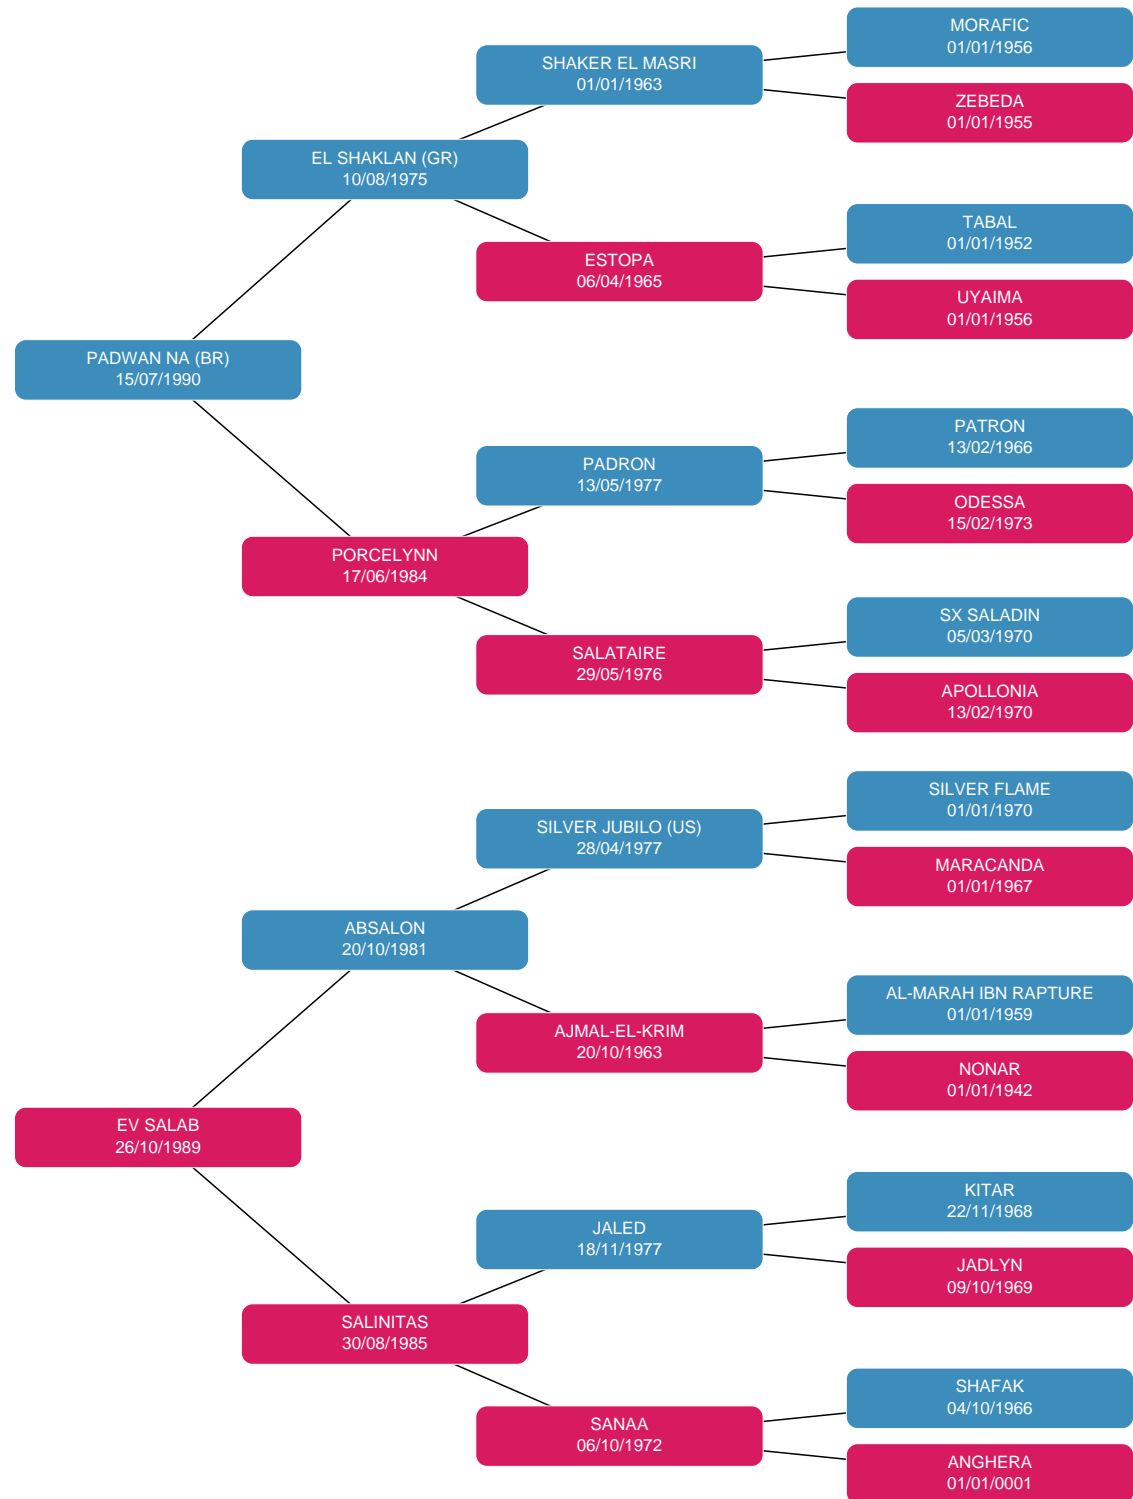 MORAFIC
01/01/1956
SHAKER EL MASRI
01/01/1963
ZEBEDA
01/01/1955
EL SHAKLAN (GR)
10/08/1975
TABAL
01/01/1952
ESTOPA
06/04/1965
UYAIMA
01/01/1956
PADWAN NA (BR)
15/07/1990
PATRON
13/02/1966
PADRON
13/05/1977
ODESSA
15/02/1973
PORCELYNN
17/06/1984
SX SALADIN
05/03/1970
SALATAIRE
29/05/1976
APOLLONIA
13/02/1970
SILVER FLAME
01/01/1970
SILVER JUBILO (US)
28/04/1977
MARACANDA
01/01/1967
ABSALON
20/10/1981
AL-MARAH IBN RAPTURE
01/01/1959
AJMAL-EL-KRIM
20/10/1963
NONAR
01/01/1942
EV SALAB
26/10/1989
KITAR
22/11/1968
JALED
18/11/1977
JADLYN
09/10/1969
SALINITAS
30/08/1985
SHAFAK
04/10/1966
SANAA
06/10/1972
ANGHERA
01/01/0001